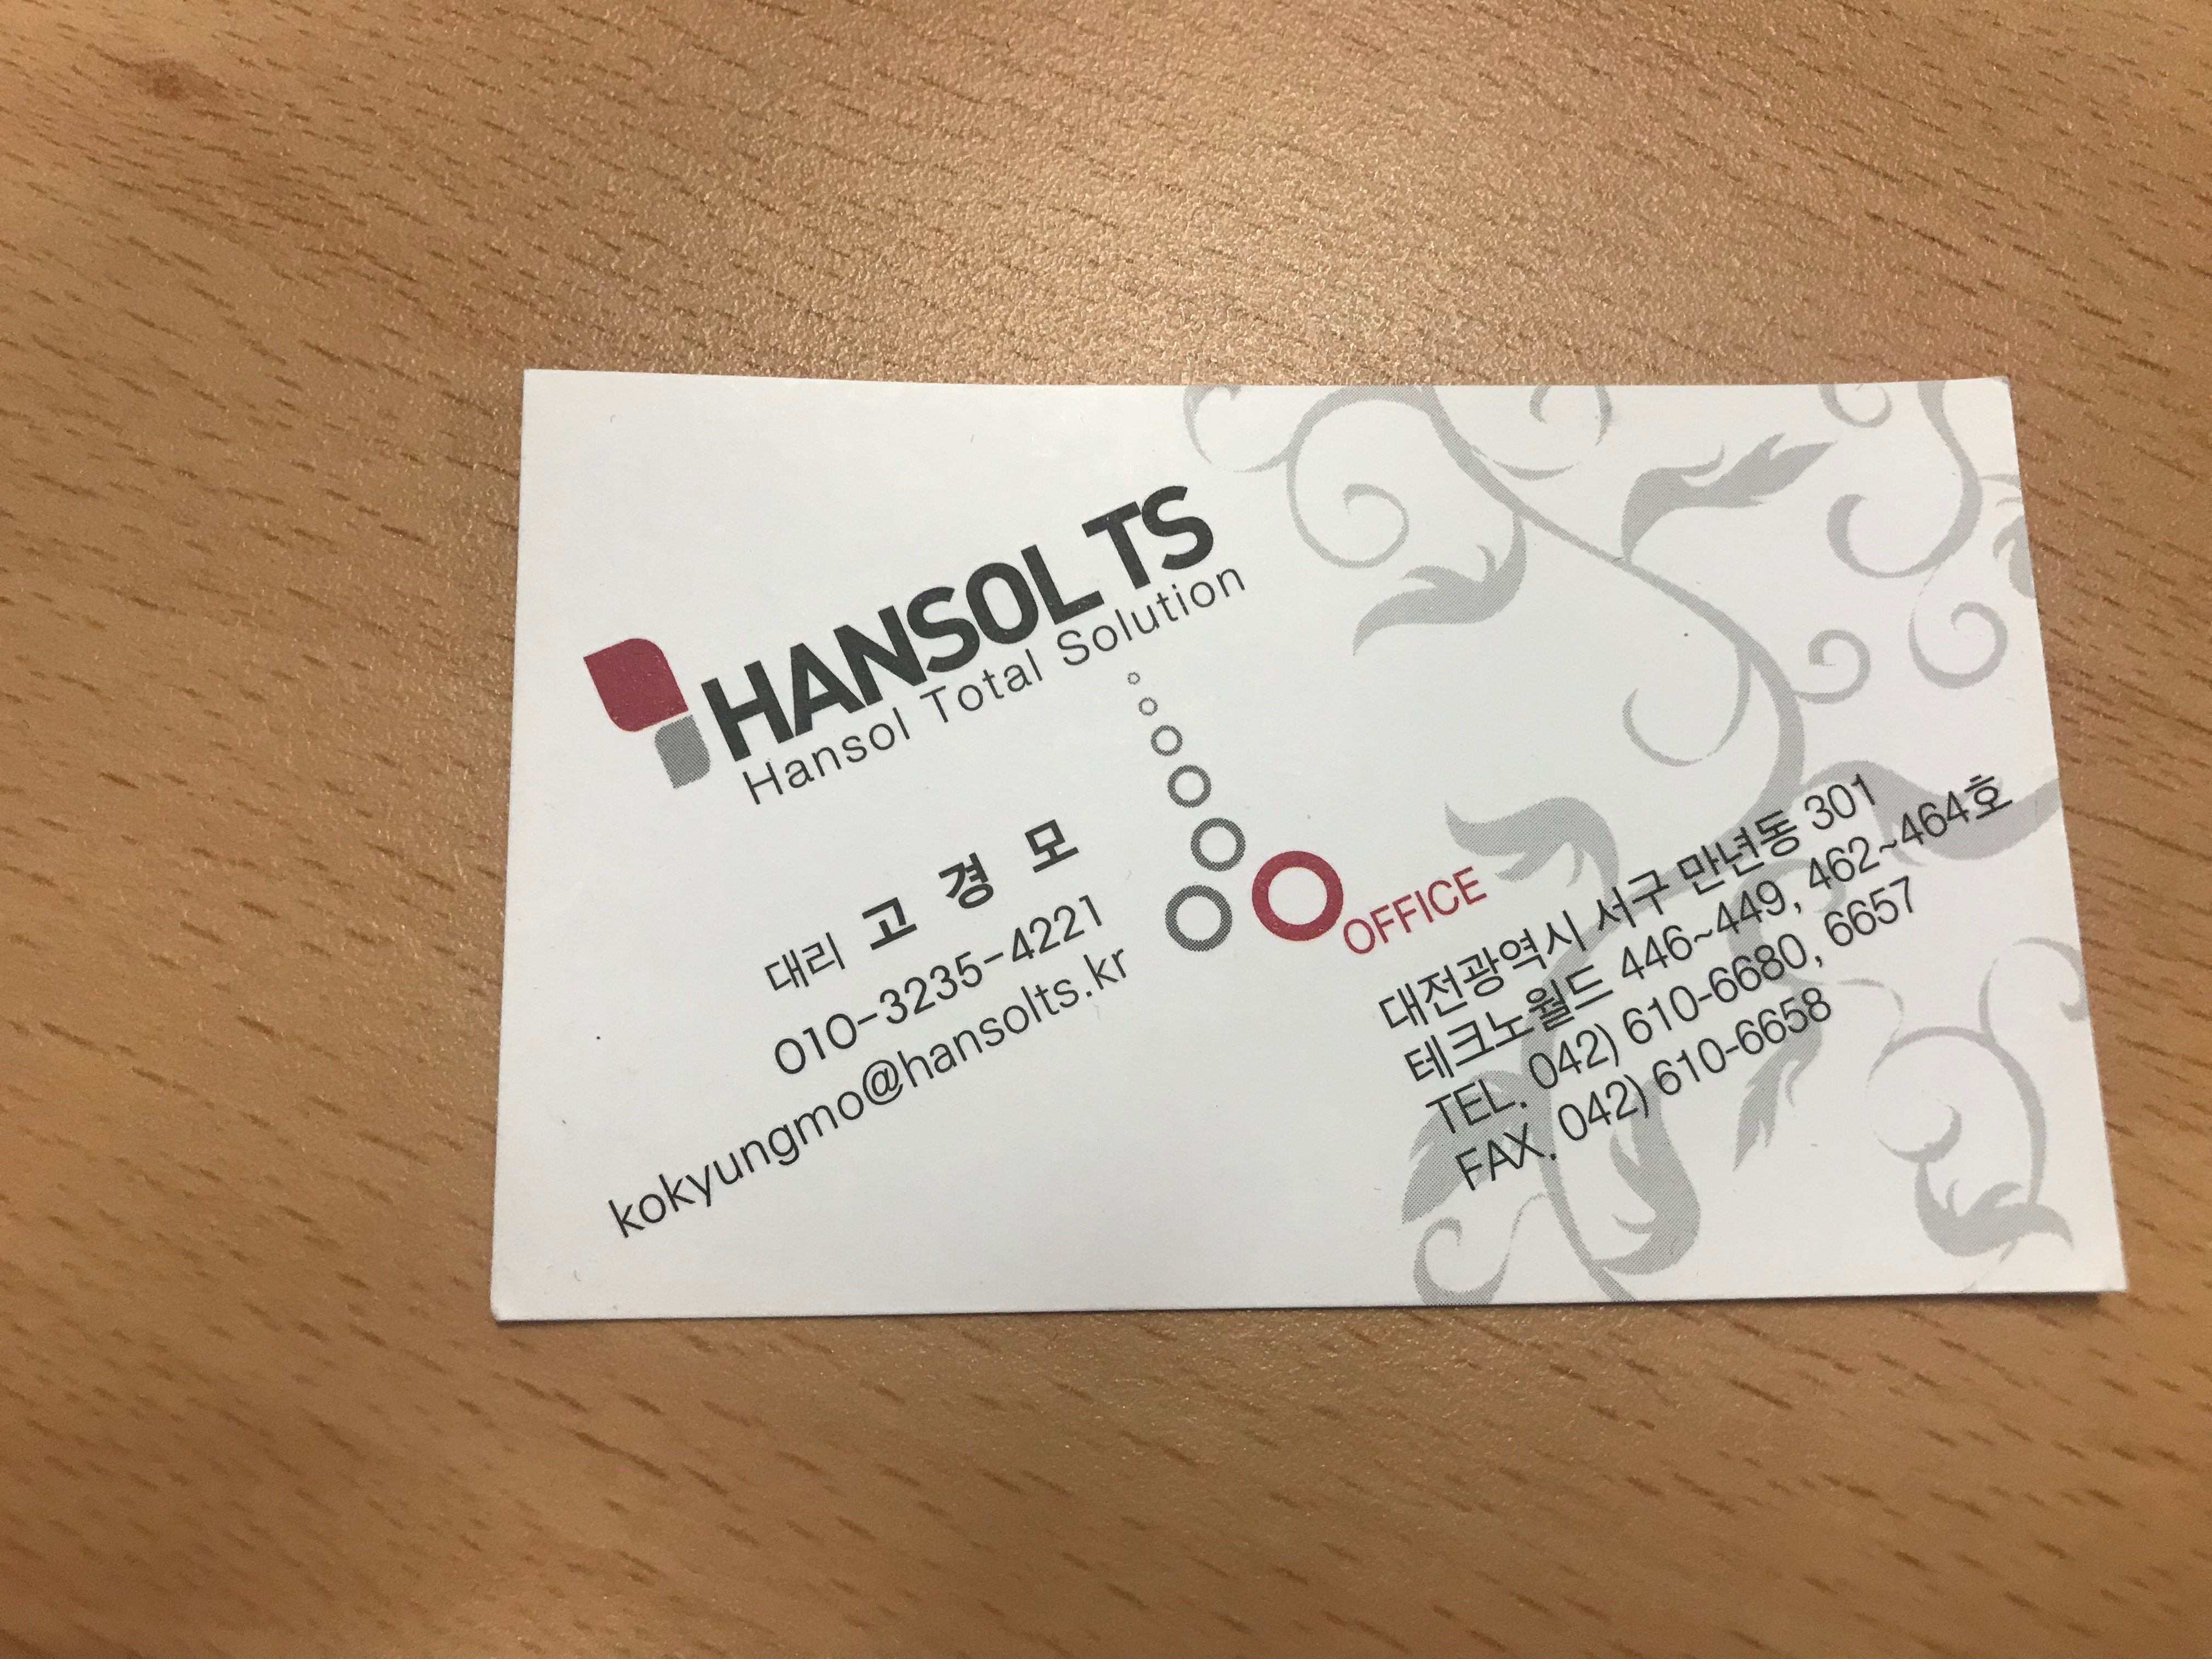 HANSOL TS
Hansol Total Solution
대리 고 경 모
010-3235-4221
kokyungmo@hansolts.kr
OFFICE
대전광역시 서구 만년동 301
테크노월드 446~449, 462~464호
TEL. 042) 610-6680, 6657
FAX. 042) 610-6658